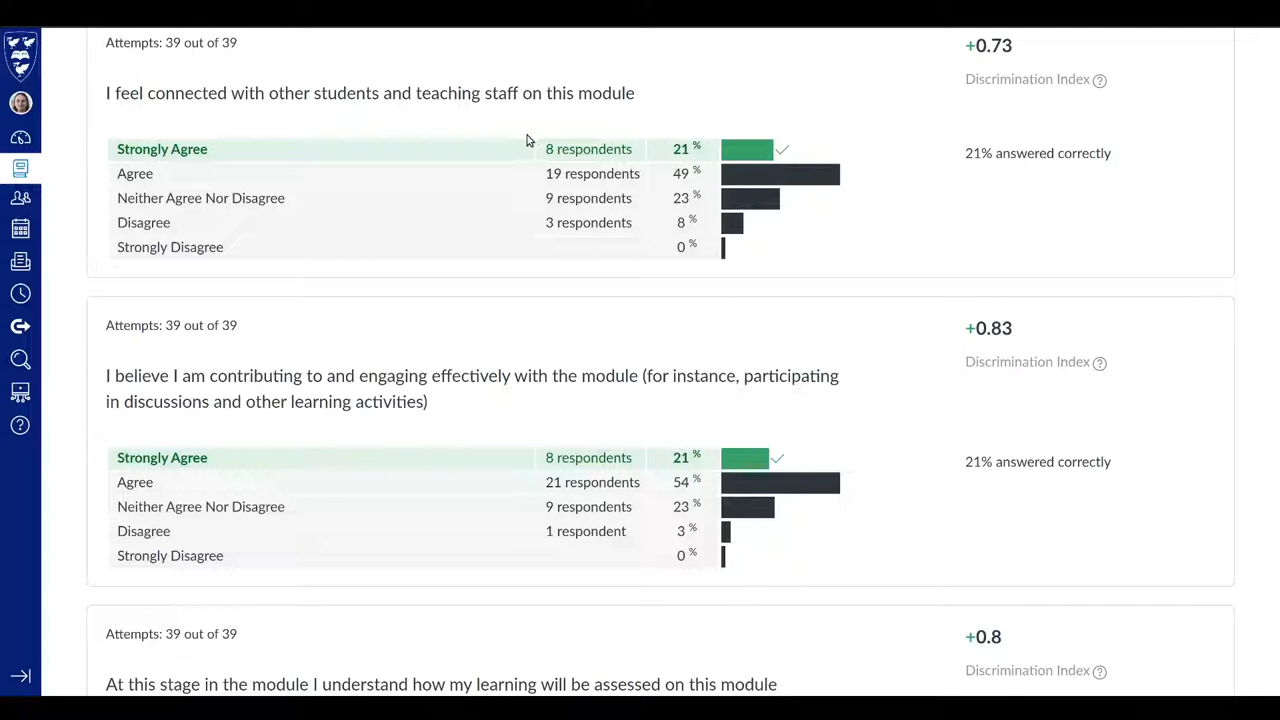 Attempts: 39 out of 39
+0.73
Discrimination Index ?
I feel connected with other students and teaching staff on this module
Strongly Agree 8 respondents 21 %
21% answered correctly
Agree 19 respondents 49 %
Neither Agree Nor Disagree 9 respondents 23 %
Disagree 3 respondents 8 %
Strongly Disagree 0 %
Attempts: 39 out of 39
+0.83
Discrimination Index ?
I believe I am contributing to and engaging effectively with the module (for instance, participating
in discussions and other learning activities)
Strongly Agree 8 respondents 21 %
21% answered correctly
Agree 21 respondents 54 %
Neither Agree Nor Disagree 9 respondents 23 %
Disagree 1 respondent 3 %
Strongly Disagree 0 %
Attempts: 39 out of 39
+0.8
Discrimination Index ?
At this stage in the module I understand how my learning will be assessed on this module